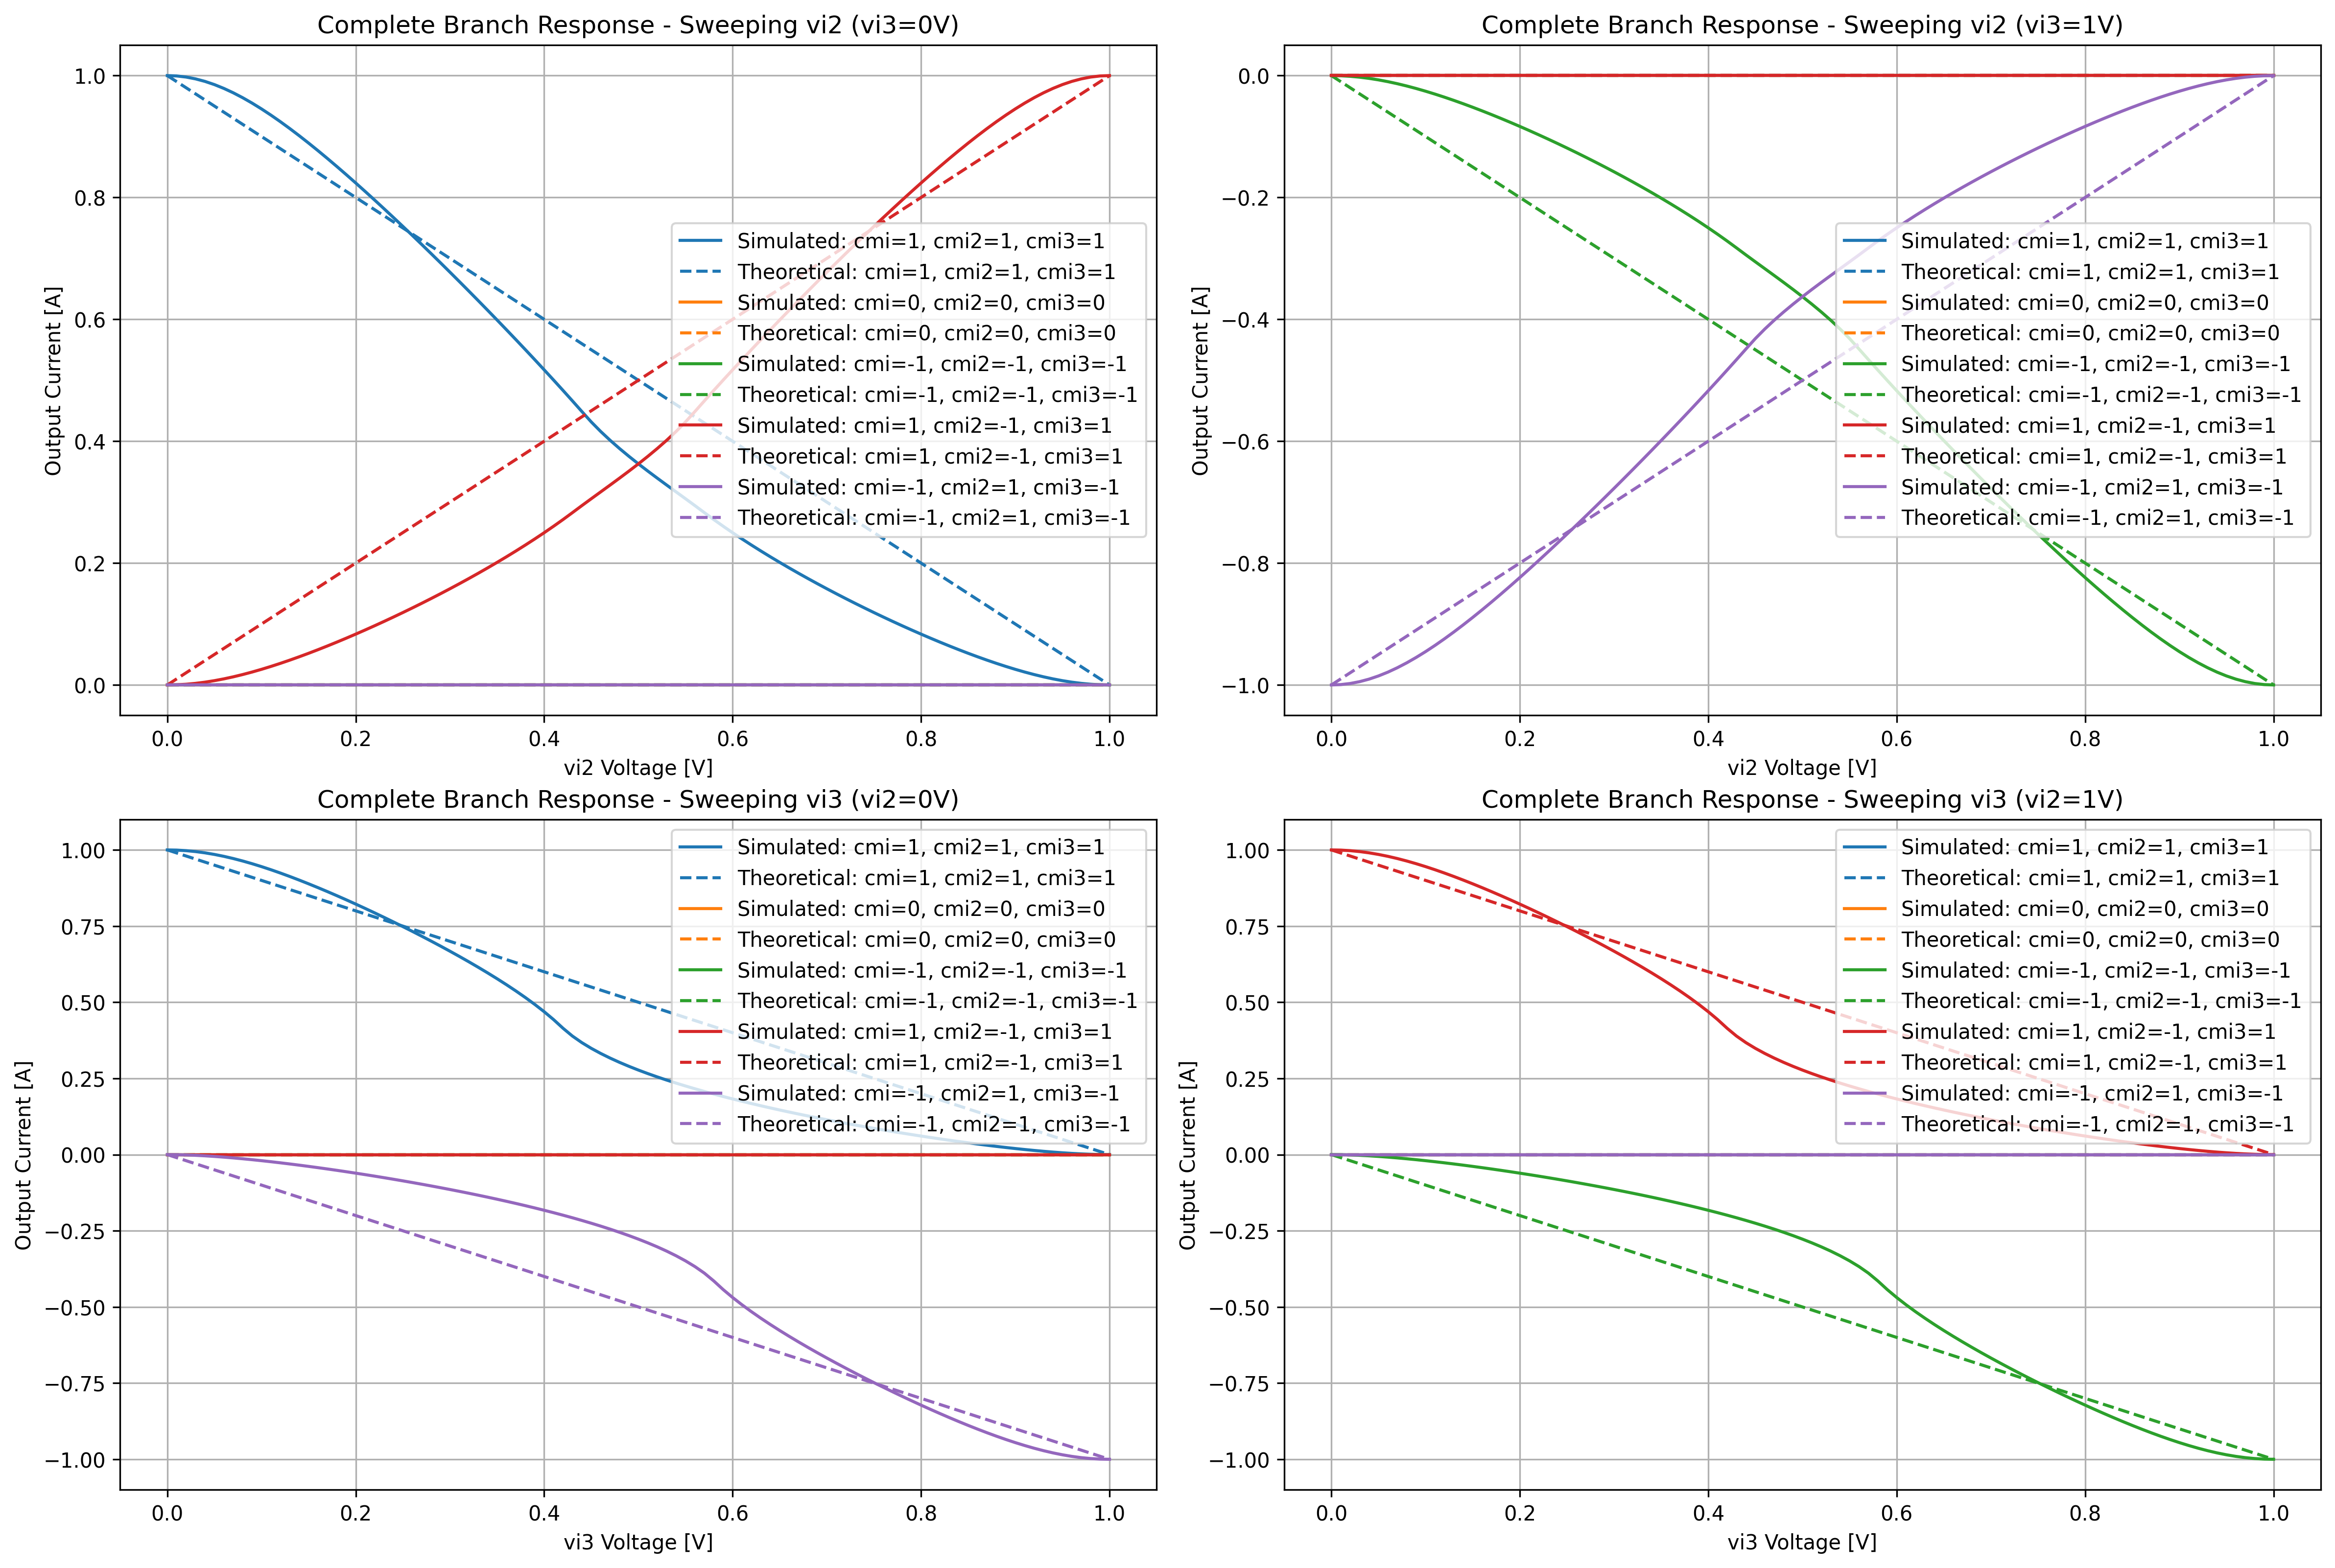 Complete Branch Response - Sweeping vi2 (vi3=0V)
1.0
0.8
0.6
0.4
0.2
0.0
Output Current [A]
Simulated: cmi=1, cmi2=1, cmi3=1
Theoretical: cmi=1, cmi2=1, cmi3=1
Simulated: cmi=0, cmi2=0, cmi3=0
Theoretical: cmi=0, cmi2=0, cmi3=0
Simulated: cmi=-1, cmi2=-1, cmi3=-1
Theoretical: cmi=-1, cmi2=-1, cmi3=-1
Simulated: cmi=1, cmi2=-1, cmi3=1
Theoretical: cmi=1, cmi2=-1, cmi3=1
Simulated: cmi=-1, cmi2=1, cmi3=-1
Theoretical: cmi=-1, cmi2=1, cmi3=-1
0.0 0.2 0.4 0.6 0.8 1.0
vi2 Voltage [V]
Complete Branch Response - Sweeping vi2 (vi3=1V)
0.0
−0.2
−0.4
−0.6
−0.8
−1.0
Output Current [A]
Simulated: cmi=1, cmi2=1, cmi3=1
Theoretical: cmi=1, cmi2=1, cmi3=1
Simulated: cmi=0, cmi2=0, cmi3=0
Theoretical: cmi=0, cmi2=0, cmi3=0
Simulated: cmi=-1, cmi2=-1, cmi3=-1
Theoretical: cmi=-1, cmi2=-1, cmi3=-1
Simulated: cmi=1, cmi2=-1, cmi3=1
Theoretical: cmi=1, cmi2=-1, cmi3=1
Simulated: cmi=-1, cmi2=1, cmi3=-1
Theoretical: cmi=-1, cmi2=1, cmi3=-1
0.0 0.2 0.4 0.6 0.8 1.0
vi2 Voltage [V]
Complete Branch Response - Sweeping vi3 (vi2=0V)
1.00
0.75
0.50
0.25
0.00
−0.25
−0.50
−0.75
−1.00
Output Current [A]
Simulated: cmi=1, cmi2=1, cmi3=1
Theoretical: cmi=1, cmi2=1, cmi3=1
Simulated: cmi=0, cmi2=0, cmi3=0
Theoretical: cmi=0, cmi2=0, cmi3=0
Simulated: cmi=-1, cmi2=-1, cmi3=-1
Theoretical: cmi=-1, cmi2=-1, cmi3=-1
Simulated: cmi=1, cmi2=-1, cmi3=1
Theoretical: cmi=1, cmi2=-1, cmi3=1
Simulated: cmi=-1, cmi2=1, cmi3=-1
Theoretical: cmi=-1, cmi2=1, cmi3=-1
0.0 0.2 0.4 0.6 0.8 1.0
vi3 Voltage [V]
Complete Branch Response - Sweeping vi3 (vi2=1V)
1.00
0.75
0.50
0.25
0.00
−0.25
−0.50
−0.75
−1.00
Output Current [A]
Simulated: cmi=1, cmi2=1, cmi3=1
Theoretical: cmi=1, cmi2=1, cmi3=1
Simulated: cmi=0, cmi2=0, cmi3=0
Theoretical: cmi=0, cmi2=0, cmi3=0
Simulated: cmi=-1, cmi2=-1, cmi3=-1
Theoretical: cmi=-1, cmi2=-1, cmi3=-1
Simulated: cmi=1, cmi2=-1, cmi3=1
Theoretical: cmi=1, cmi2=-1, cmi3=1
Simulated: cmi=-1, cmi2=1, cmi3=-1
Theoretical: cmi=-1, cmi2=1, cmi3=-1
0.0 0.2 0.4 0.6 0.8 1.0
vi3 Voltage [V]